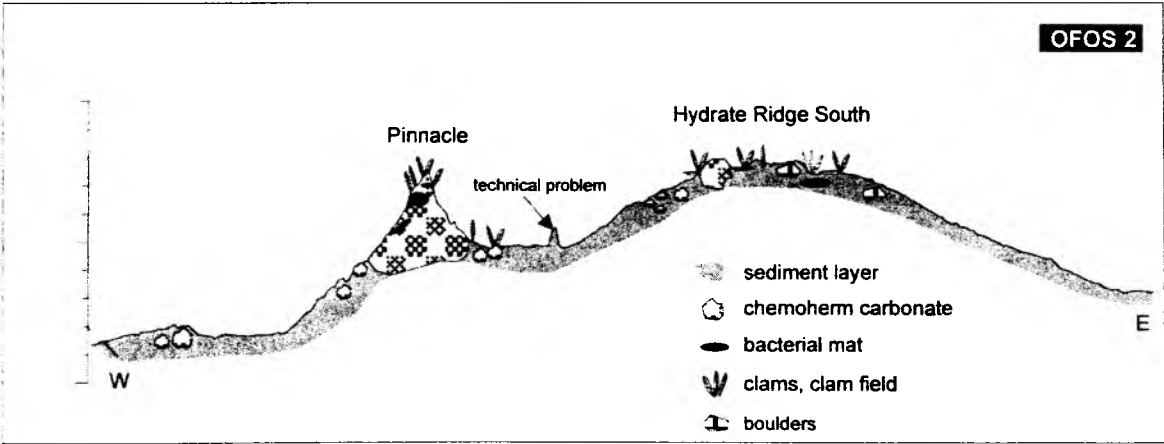 OFOS 2
Hydrate Ridge South
Pinnacle
technical problem
sediment layer
chemoherm carbonate
E
bacterial mat
W
clams, clam field
boulders